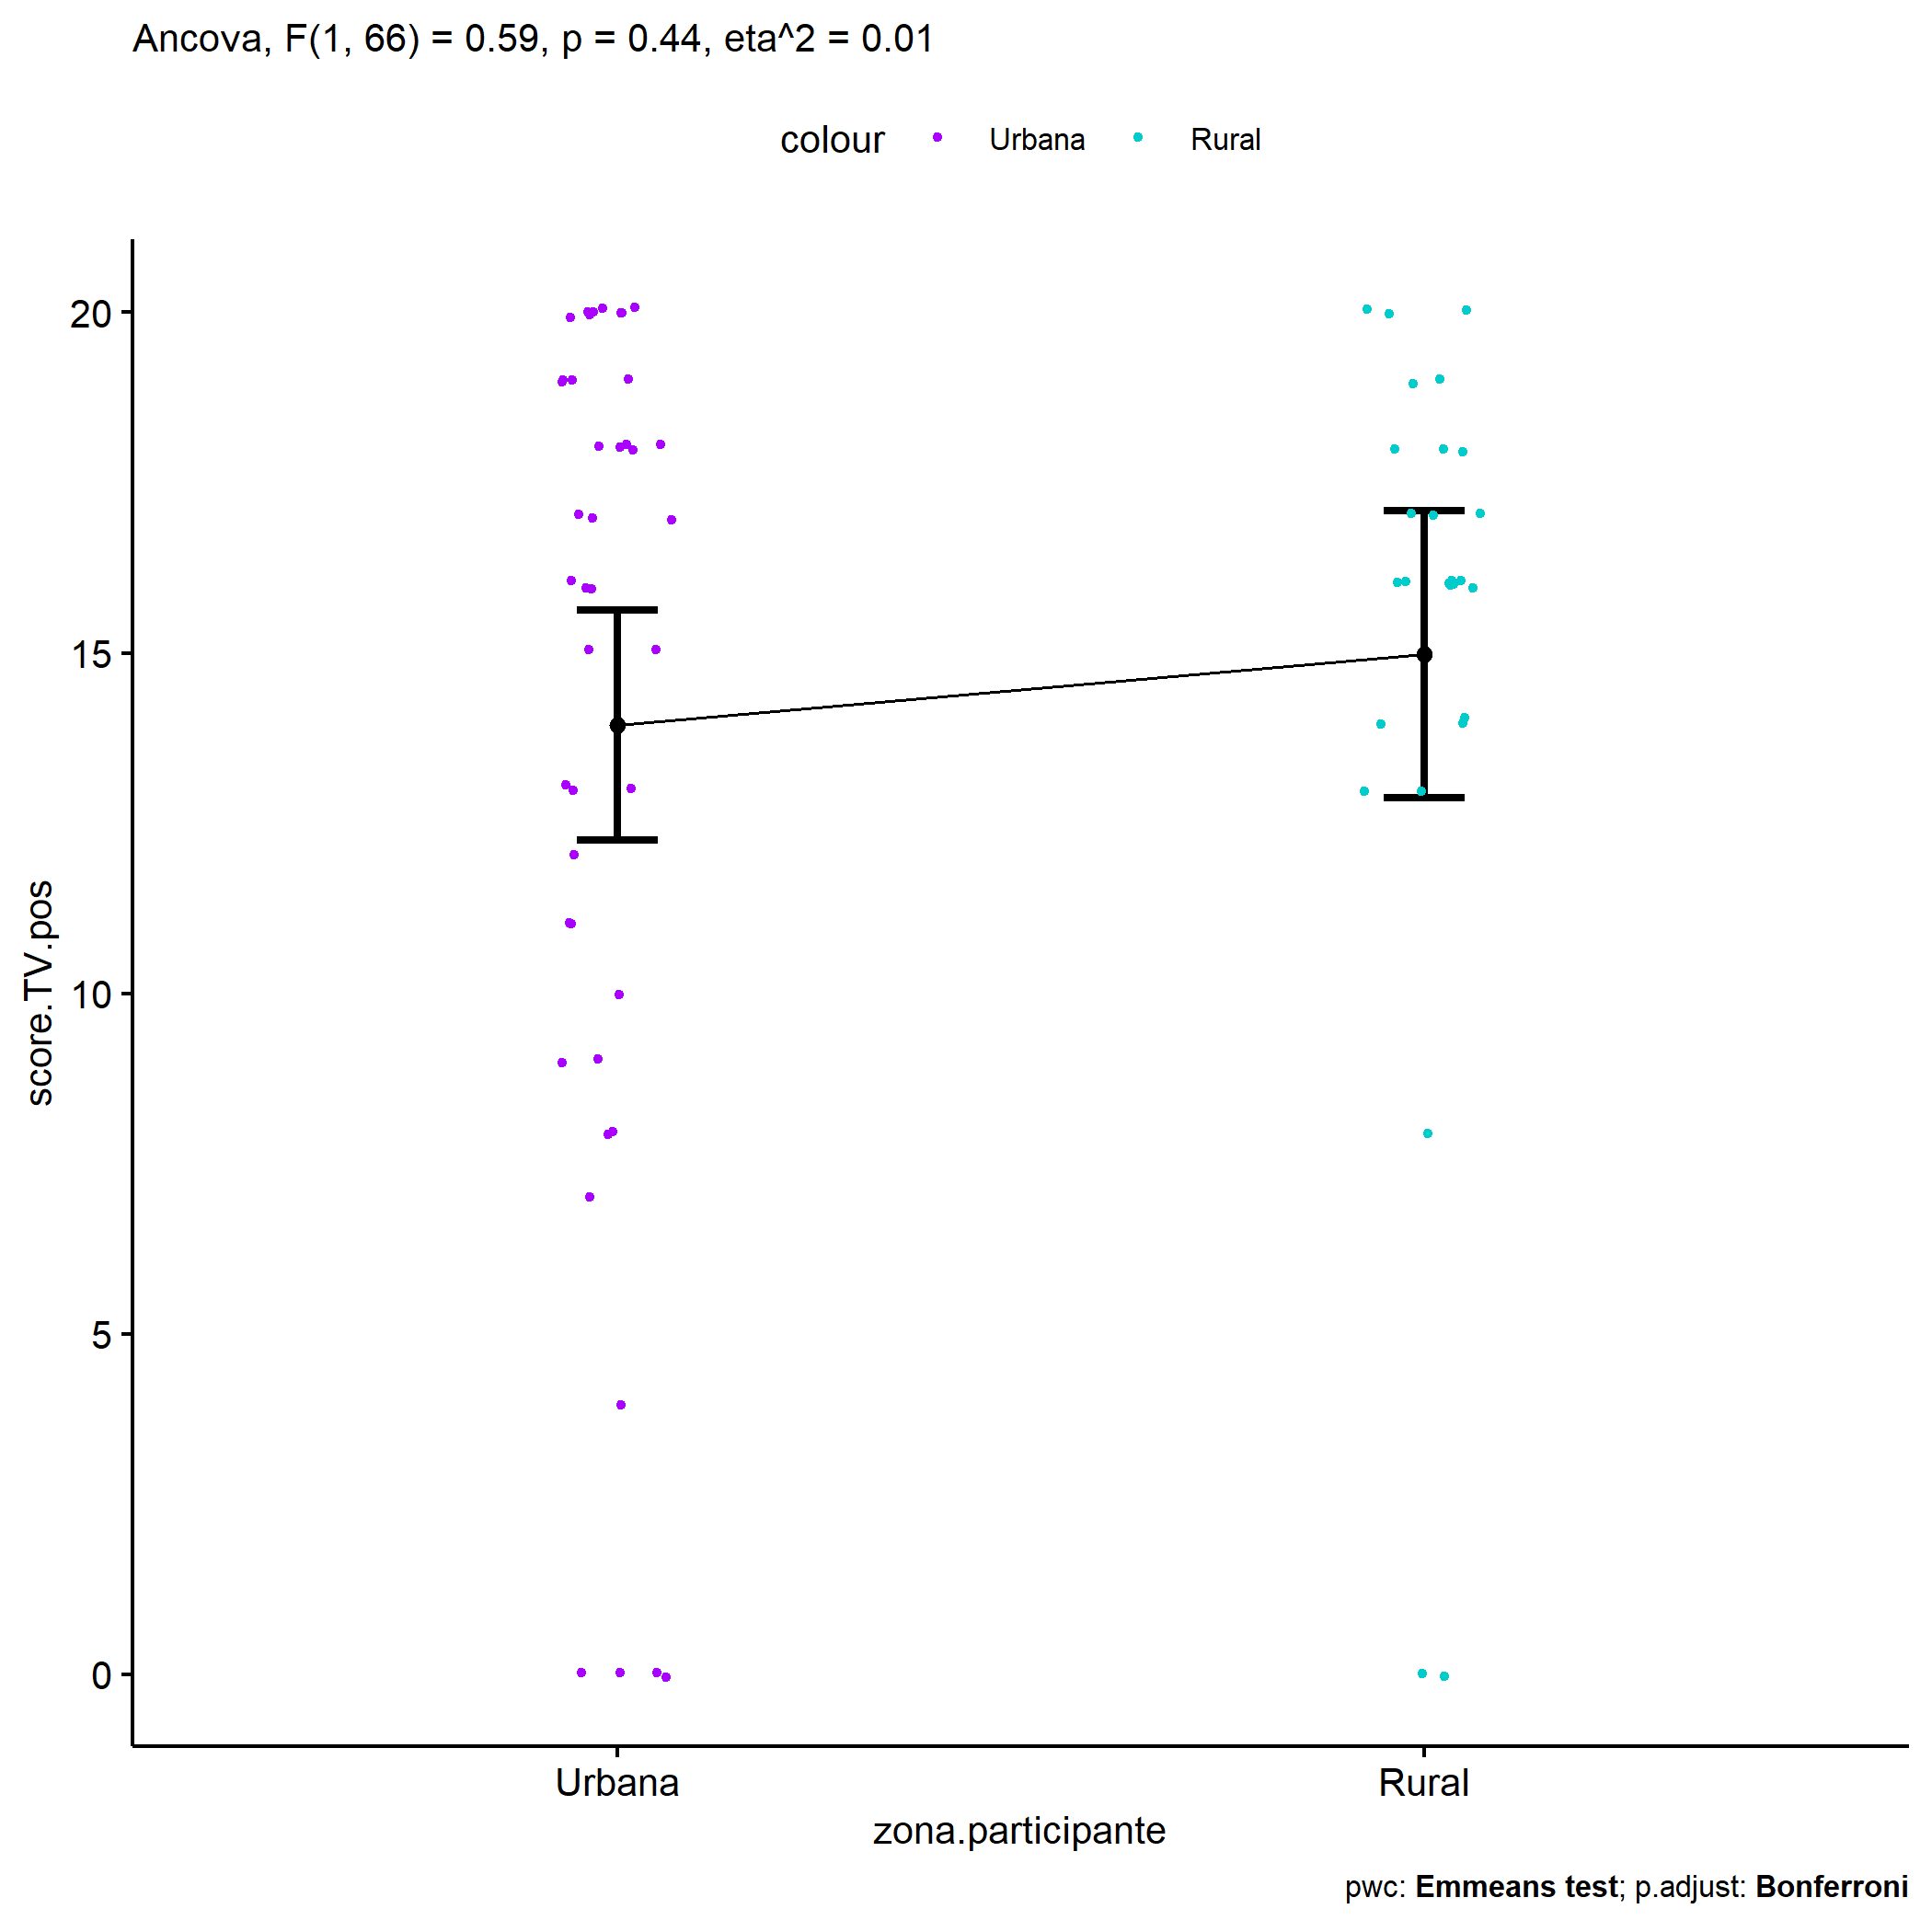 Ancova, F(1, 66) = 0.59, p = 0.44, eta^2 = 0.01
colour Urbana Rural
20
15
10
5
0
score.TV.pos
Urbana Rural
zona.participante
pwc: Emmeans test; p.adjust: Bonferroni